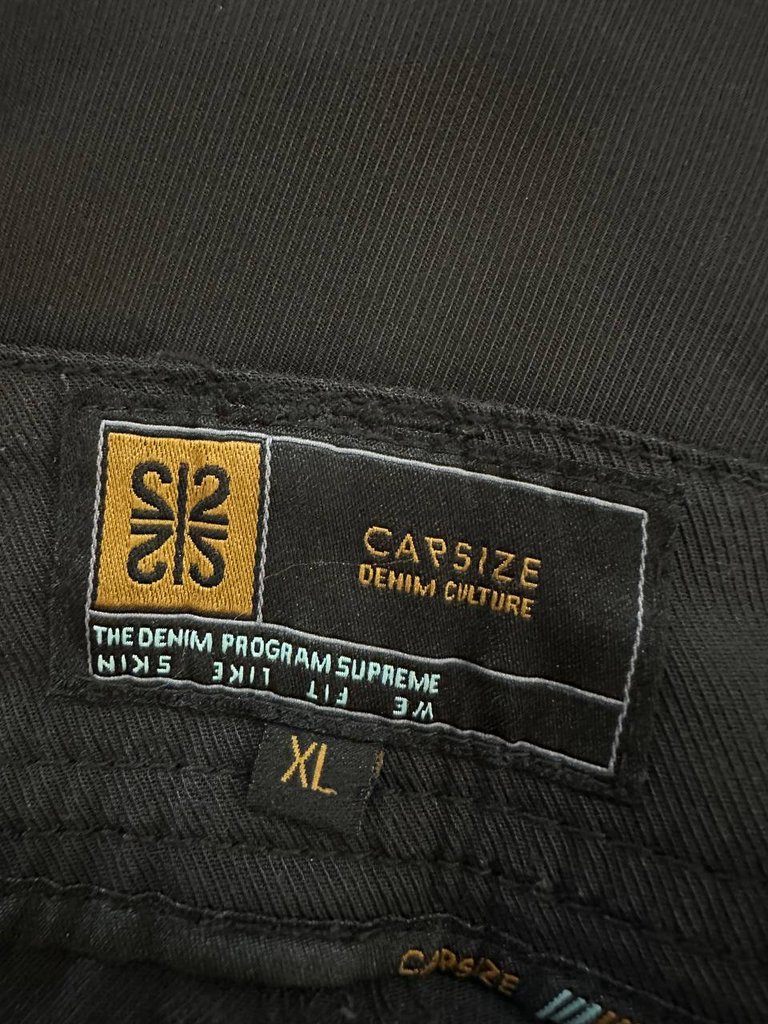 CAPSIZE
DENIM CULTURE
THE DENIM PROGRAM SUPREME
WE FIT LIKE SKIN
XL
CAPSIZE